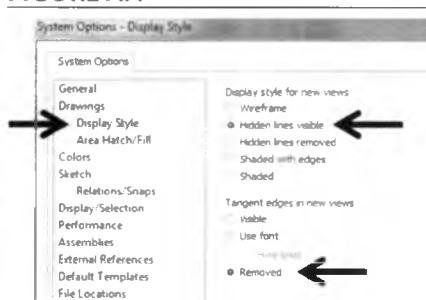 System Options - Display Style
System Options
General
Drawings
Display Style
Area Hatch/Fill
Colors
Sketch
Relations/Snaps
Display/Selection
Performance
Assemblies
External References
Default Templates
File Locations
Display style for new views
Wireframe
Hidden lines visible
Hidden lines removed
Shaded with edges
Shaded
Tangent edges in new views
Visible
Use font
Removed